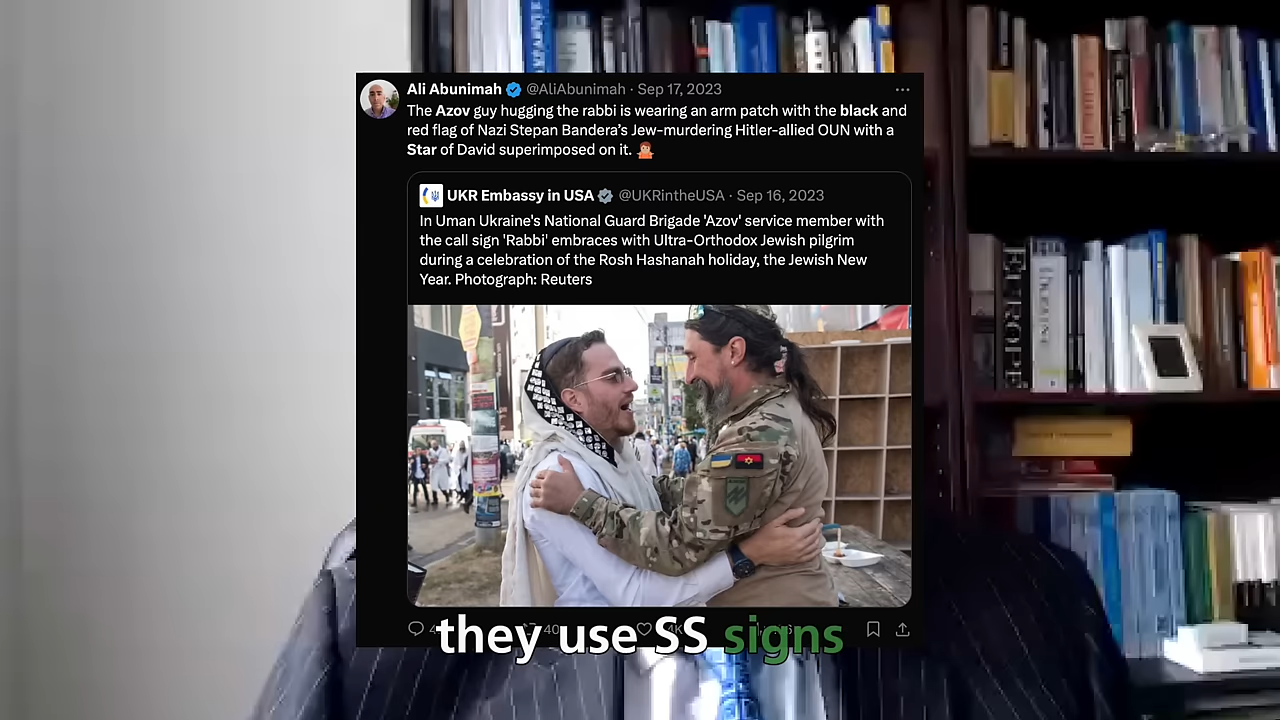 Ali Abunimah @AliAbunimah · Sep 17, 2023
The Azov guy hugging the rabbi is wearing an arm patch with the black and
red flag of Nazi Stepan Bandera’s Jew-murdering Hitler-allied OUN with a
Star of David superimposed on it.
UKR Embassy in USA @UKRintheUSA · Sep 16, 2023
In Uman Ukraine's National Guard Brigade 'Azov' service member with
the call sign 'Rabbi' embraces with Ultra-Orthodox Jewish pilgrim
during a celebration of the Rosh Hashanah holiday, the Jewish New
Year. Photograph: Reuters
they use SS signs